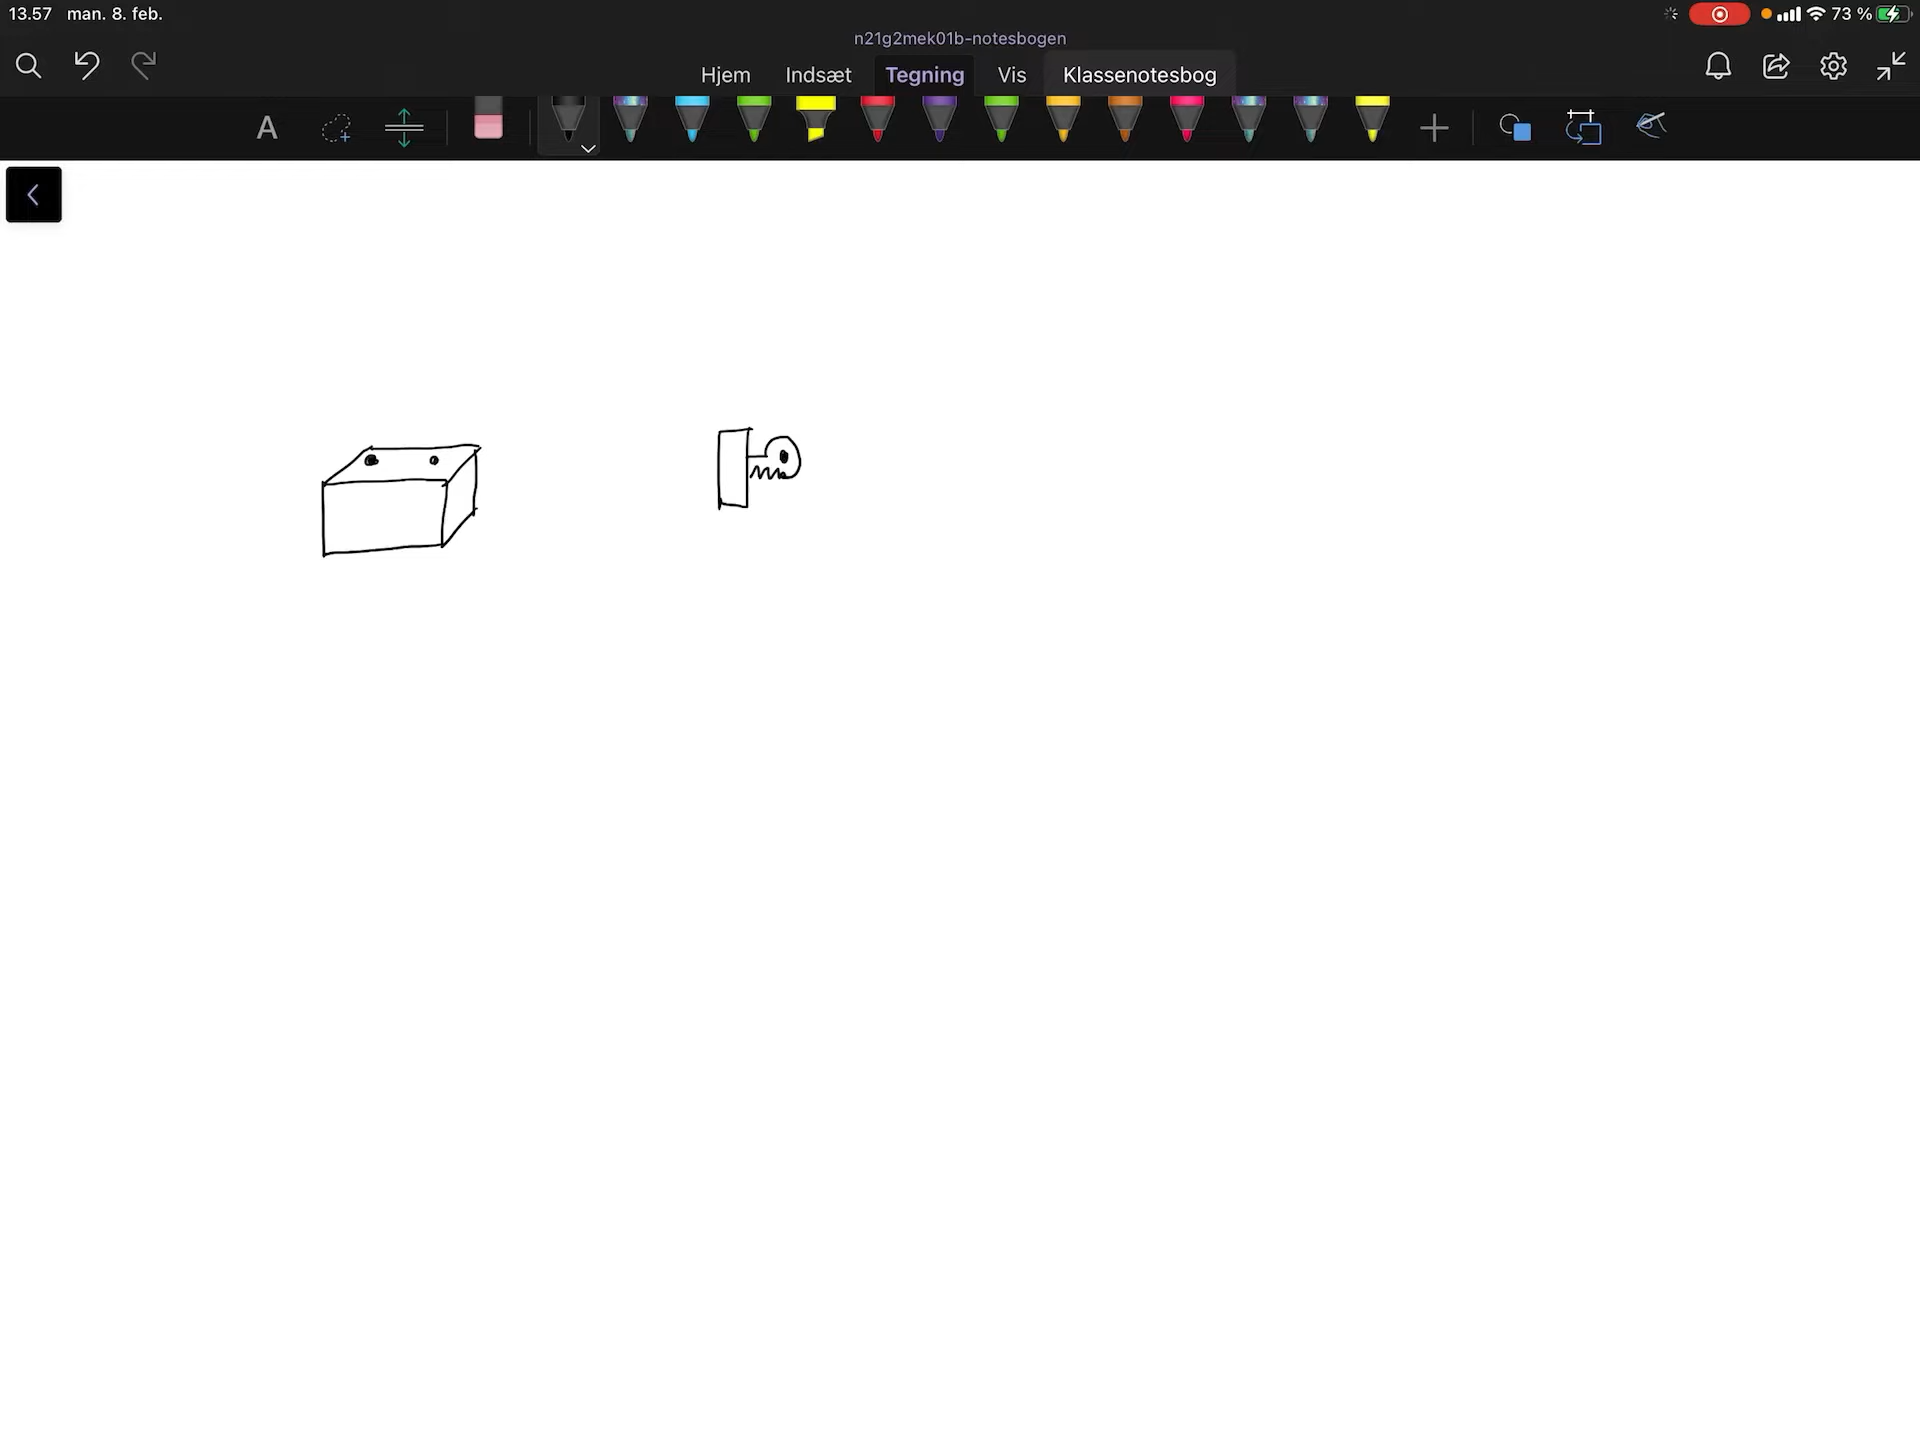 13.57 man. 8. feb.
73 %
n21g2mek01b-notesbogen
Hjem Indsæt Tegning Vis Klassenotesbog
A